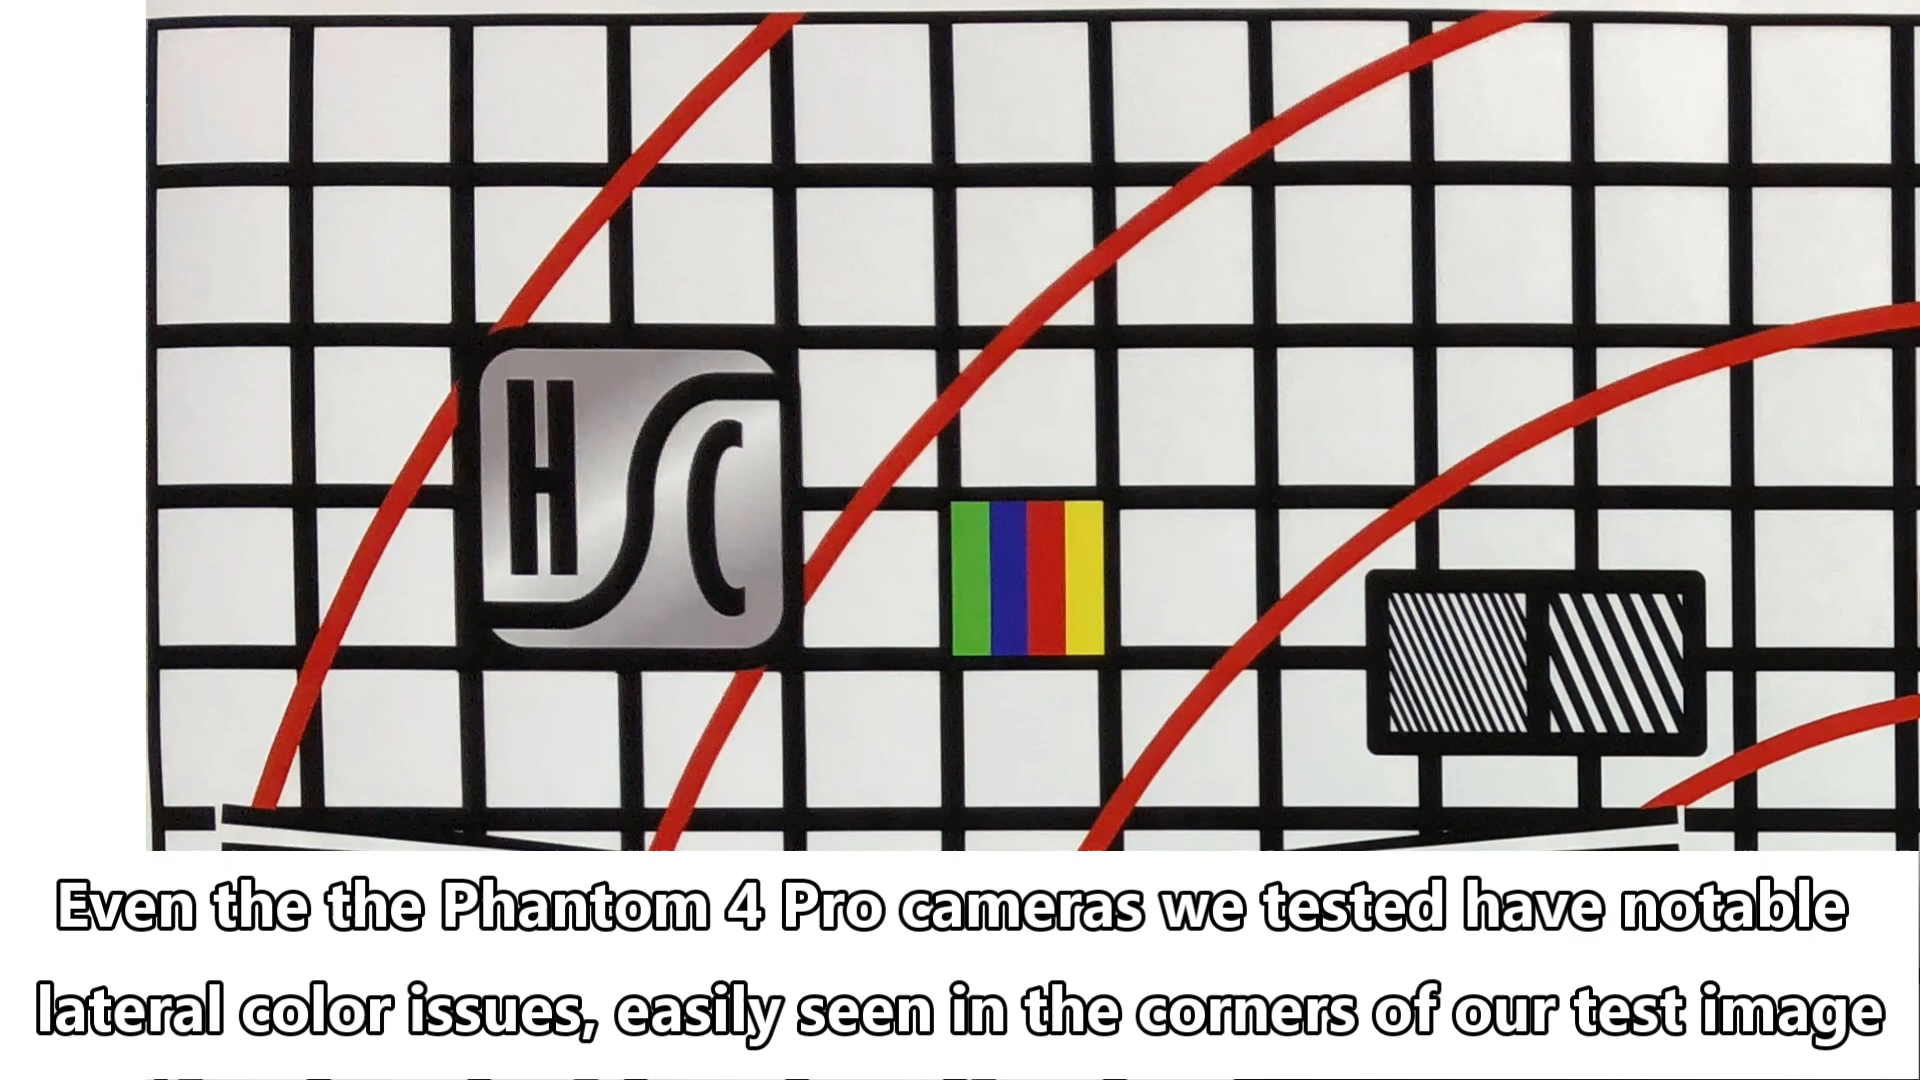 HSC
Even the the Phantom 4 Pro cameras we tested have notable
lateral color issues, easily seen in the corners of our test image